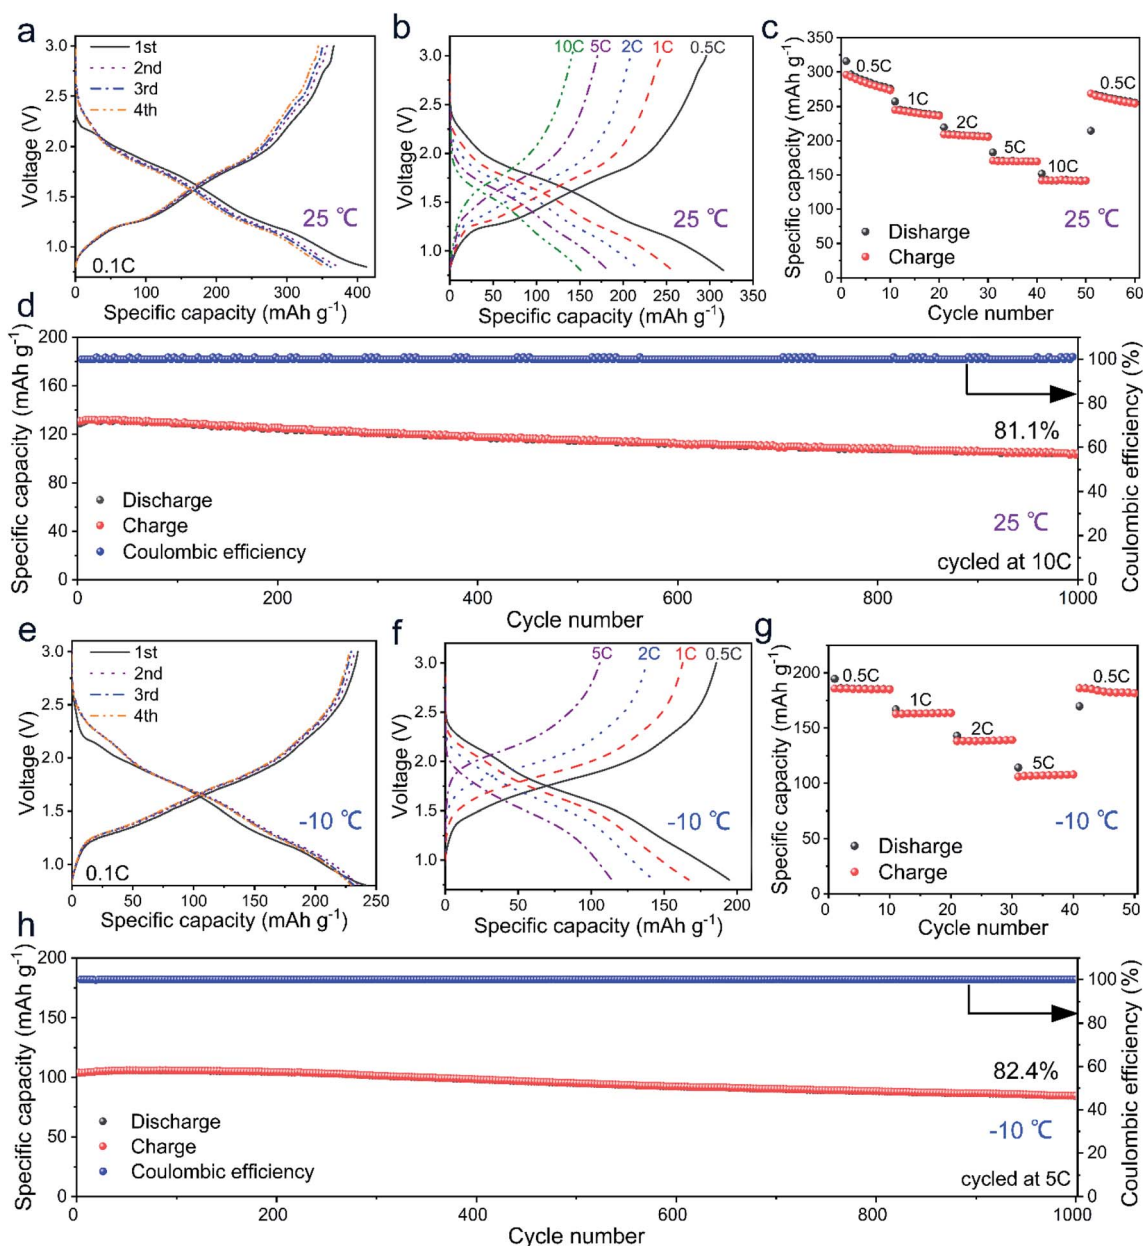 a
1st
2nd
3rd
4th
25 ℃
0.1C
Voltage (V)
3.0
2.5
2.0
1.5
1.0
0 100 200 300 400
Specific capacity (mAh g⁻¹)
b
10C 5C 2C 1C 0.5C
25 ℃
Voltage (V)
3.0
2.5
2.0
1.5
1.0
0 50 100 150 200 250 300 350
Specific capacity (mAh g⁻¹)
c
0.5C
1C
2C
5C
10C
0.5C
25 ℃
Disharge
Charge
Specific capacity (mAh g⁻¹)
350
300
250
200
150
100
50
0
0 10 20 30 40 50 60
Cycle number
d
Specific capacity (mAh g⁻¹)
200
160
120
80
40
0
Discharge
Charge
Coulombic efficiency
81.1%
25 ℃
cycled at 10C
Coulombic efficiency (%)
100
80
60
40
20
0
0 200 400 600 800 1000
Cycle number
e
1st
2nd
3rd
4th
-10 ℃
0.1C
Voltage (V)
3.0
2.5
2.0
1.5
1.0
0 50 100 150 200 250
Specific capacity (mAh g⁻¹)
f
5C 2C 1C 0.5C
-10 ℃
Voltage (V)
3.0
2.5
2.0
1.5
1.0
0 50 100 150 200
Specific capacity (mAh g⁻¹)
g
0.5C
1C
2C
5C
0.5C
-10 ℃
Disharge
Charge
Specific capacity (mAh g⁻¹)
200
150
100
50
0
0 10 20 30 40 50
Cycle number
h
Specific capacity (mAh g⁻¹)
200
150
100
50
0
Discharge
Charge
Coulombic efficiency
82.4%
-10 ℃
cycled at 5C
Coulombic efficiency (%)
100
80
60
40
20
0
0 200 400 600 800 1000
Cycle number